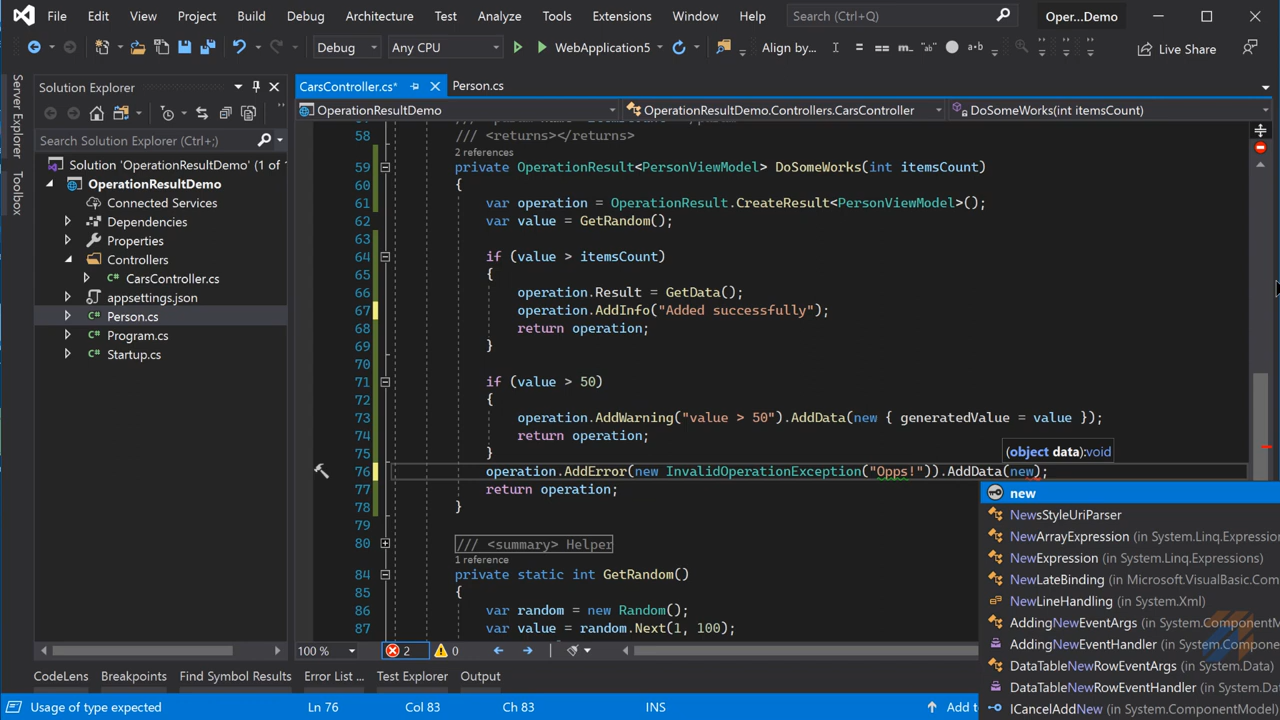 File Edit View Project Build Debug Architecture Test Analyze Tools Extensions Window Help Search (Ctrl+Q) Oper...Demo
Debug Any CPU WebApplication5 Align by... Live Share
Server Explorer
Toolbox
Solution Explorer
Search Solution Explorer (Ctrl+;)
Solution 'OperationResultDemo' (1 of 1
OperationResultDemo
Connected Services
Dependencies
Properties
Controllers
CarsController.cs
appsettings.json
Person.cs
Program.cs
Startup.cs
CarsController.cs* Person.cs
OperationResultDemo OperationResultDemo.Controllers.CarsController DoSomeWorks(int itemsCount)
58 /// <returns></returns>
2 references
59 private OperationResult<PersonViewModel> DoSomeWorks(int itemsCount)
60 {
61 var operation = OperationResult.CreateResult<PersonViewModel>();
62 var value = GetRandom();
63
64 if (value > itemsCount)
65 {
66 operation.Result = GetData();
67 operation.AddInfo("Added successfully");
68 return operation;
69 }
70
71 if (value > 50)
72 {
73 operation.AddWarning("value > 50").AddData(new { generatedValue = value });
74 return operation;
75 }
(object data):void
76 operation.AddError(new InvalidOperationException("Opps!")).AddData(new);
77 return operation;
78 }
79
80 /// <summary> Helper
1 reference
84 private static int GetRandom()
85 {
86 var random = new Random();
87 var value = random.Next(1, 100);
new
NewsStyleUriParser
NewArrayExpression (in System.Linq.Expressio
NewExpression (in System.Linq.Expressions)
NewLateBinding (in Microsoft.VisualBasic.Com
NewLineHandling (in System.Xml)
AddingNewEventArgs (in System.ComponentM
AddingNewEventHandler (in System.Compone
DataTableNewRowEventArgs (in System.Data)
DataTableNewRowEventHandler (in System.Da
ICancelAddNew (in System.ComponentModel)
100 % 2 0
CodeLens Breakpoints Find Symbol Results Error List ... Test Explorer Output
Usage of type expected Ln 76 Col 83 Ch 83 INS Add to